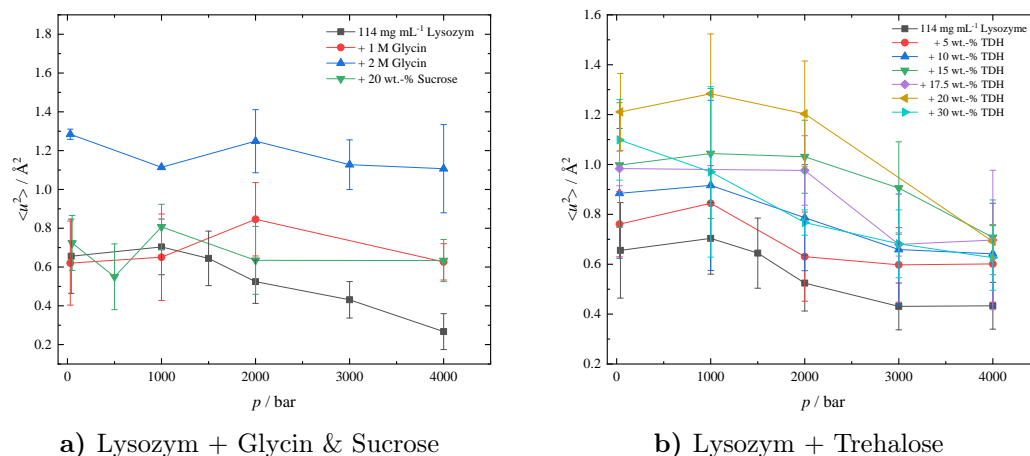 1.8
1.6
1.4
1.2
1.0
0.8
0.6
0.4
0.2
<u²> / Å²
0
1000
2000
3000
4000
p / bar
114 mg mL⁻¹ Lysozym
+ 1 M Glycin
+ 2 M Glycin
+ 20 wt.-% Sucrose
a) Lysozym + Glycin & Sucrose
1.6
1.4
1.2
1.0
0.8
0.6
0.4
0.2
<u²> / Å²
0
1000
2000
3000
4000
p / bar
114 mg mL⁻¹ Lysozyme
+ 5 wt.-% TDH
+ 10 wt.-% TDH
+ 15 wt.-% TDH
+ 17.5 wt.-% TDH
+ 20 wt.-% TDH
+ 30 wt.-% TDH
b) Lysozym + Trehalose